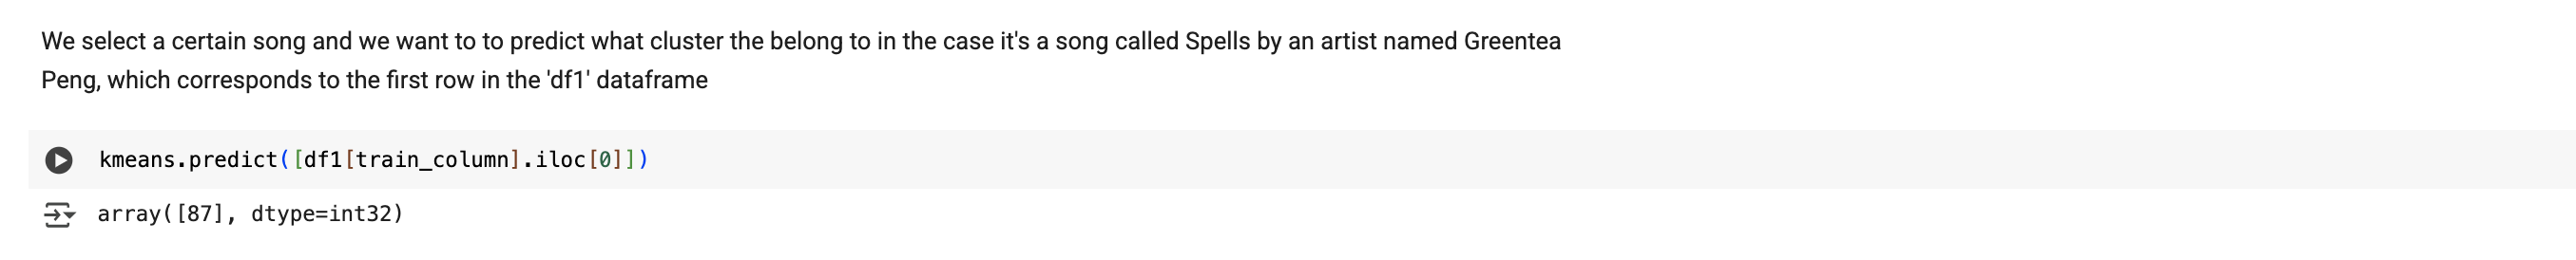 We select a certain song and we want to to predict what cluster the belong to in the case it's a song called Spells by an artist named Greentea
Peng, which corresponds to the first row in the 'df1' dataframe
kmeans.predict([df1[train_column].iloc[0]])
array([87], dtype=int32)